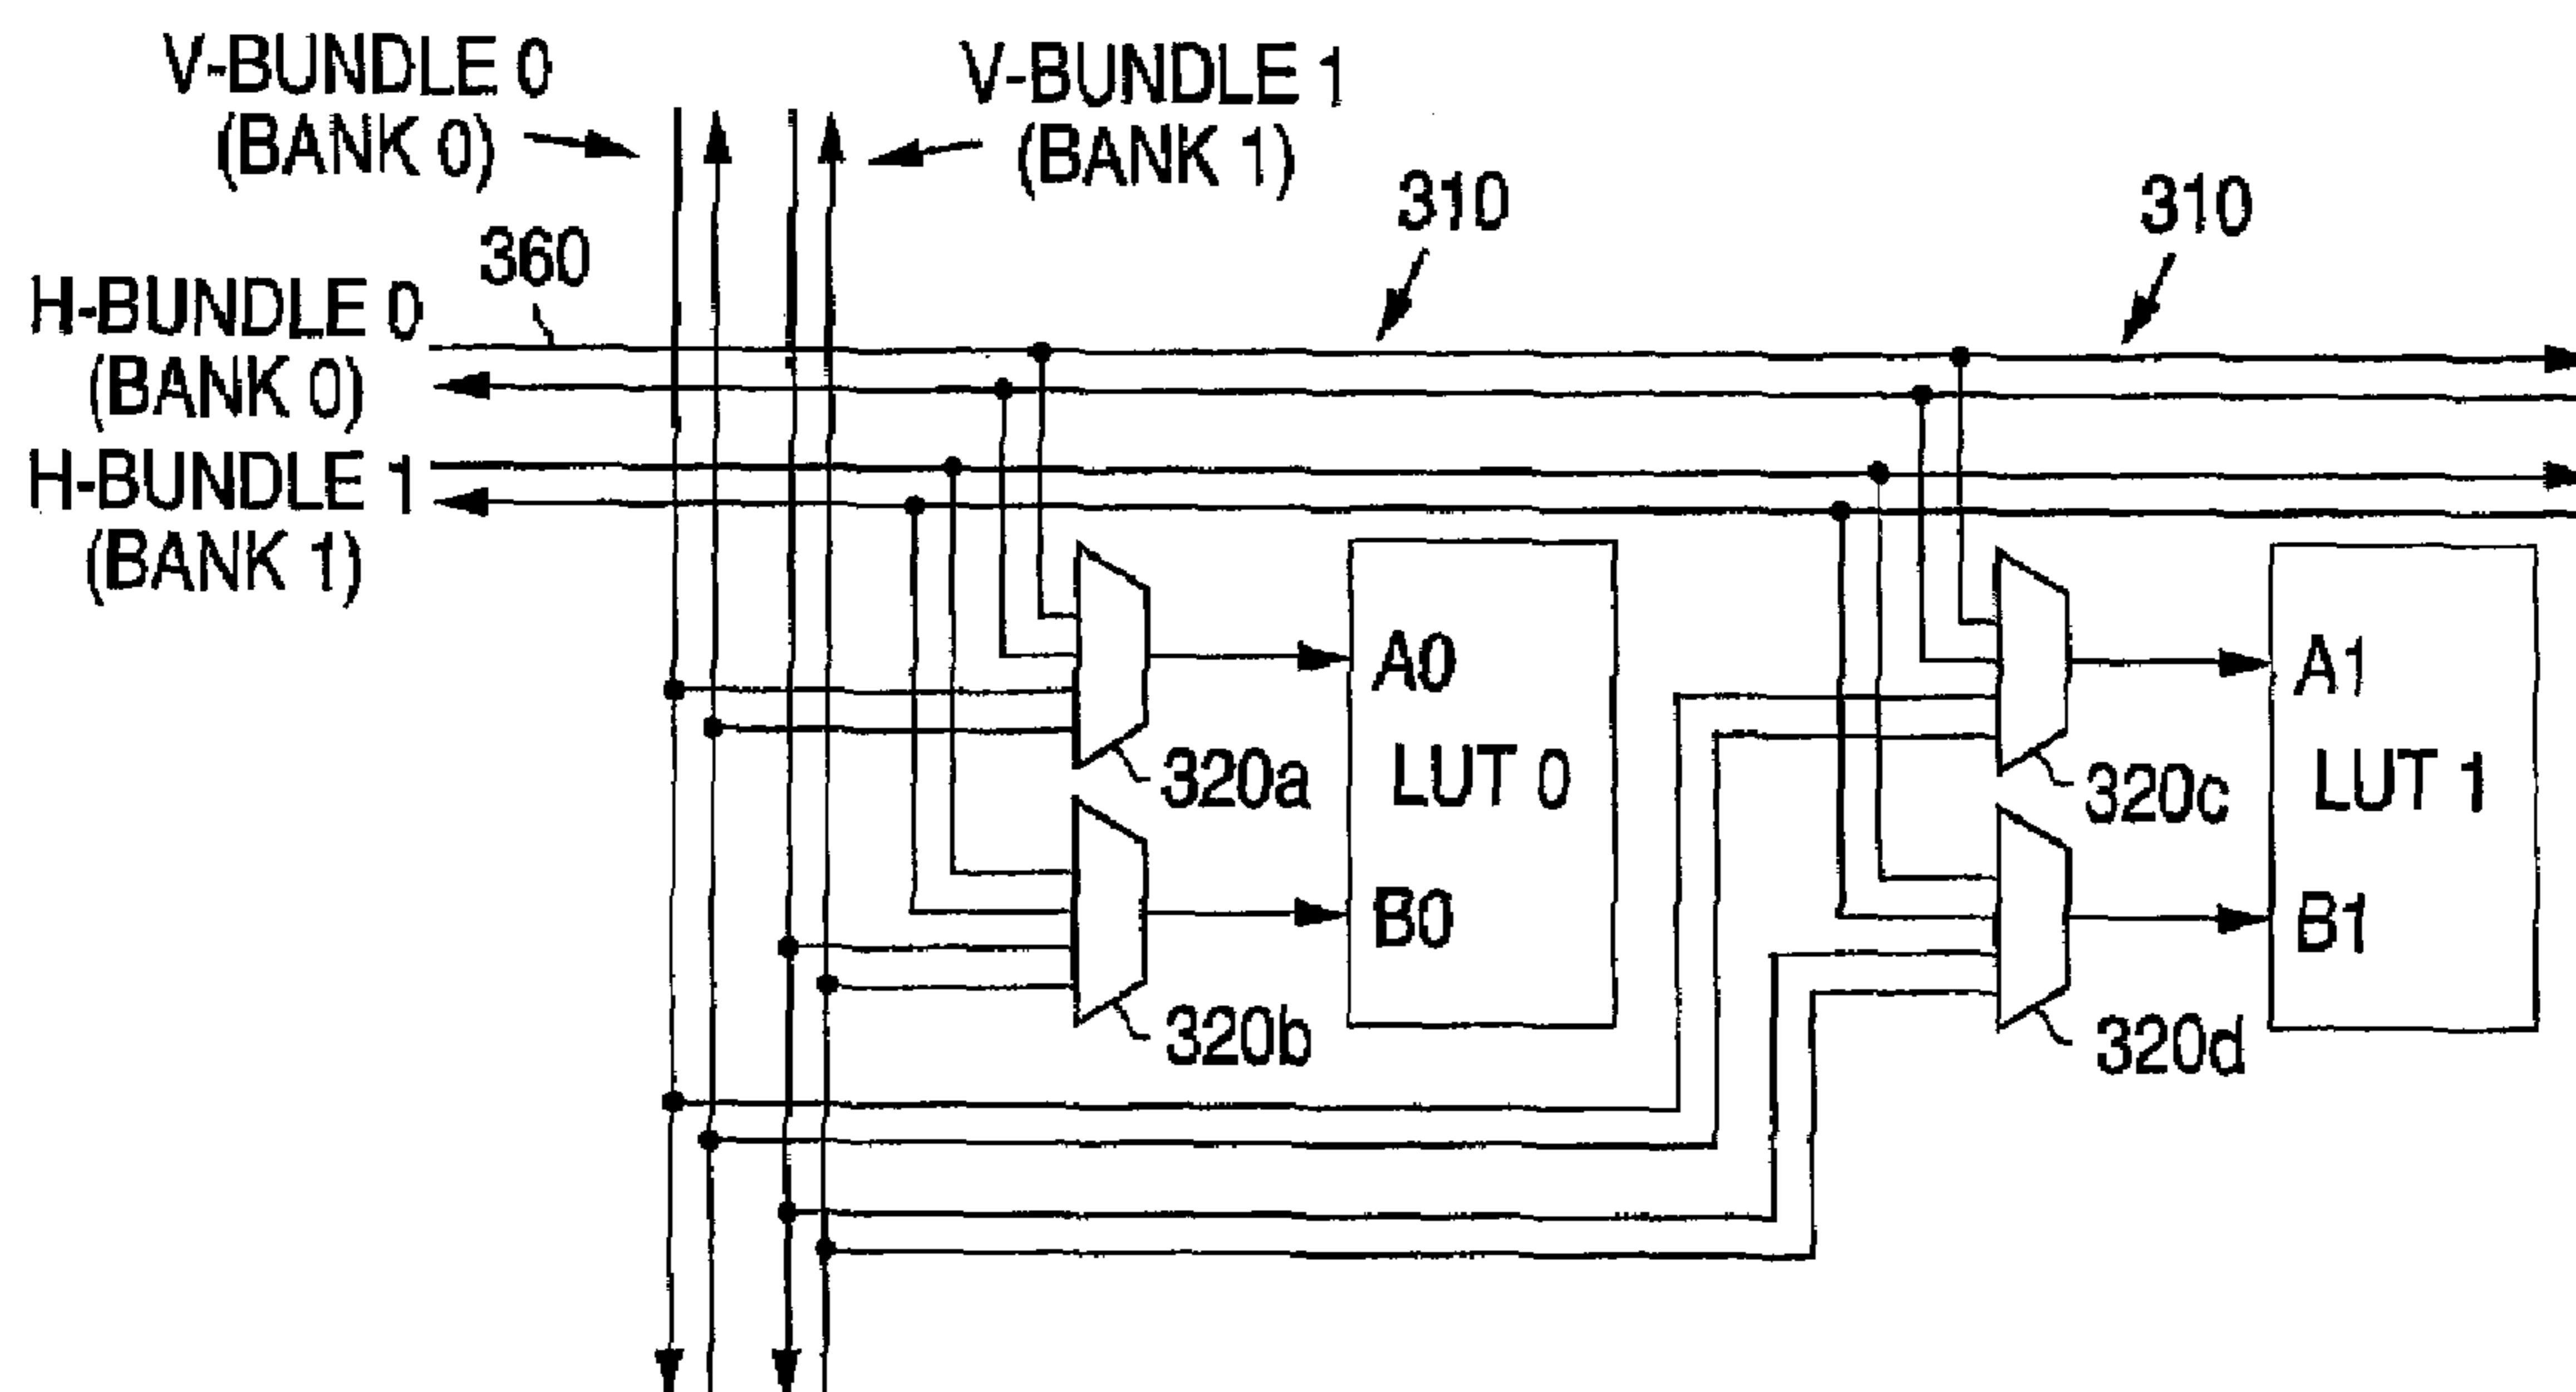 V-BUNDLE 0
(BANK 0)
V-BUNDLE 1
(BANK 1)
310
310
360
H-BUNDLE 0
(BANK 0)
H-BUNDLE 1
(BANK 1)
A0
LUT 0
B0
320a
320b
A1
LUT 1
B1
320c
320d